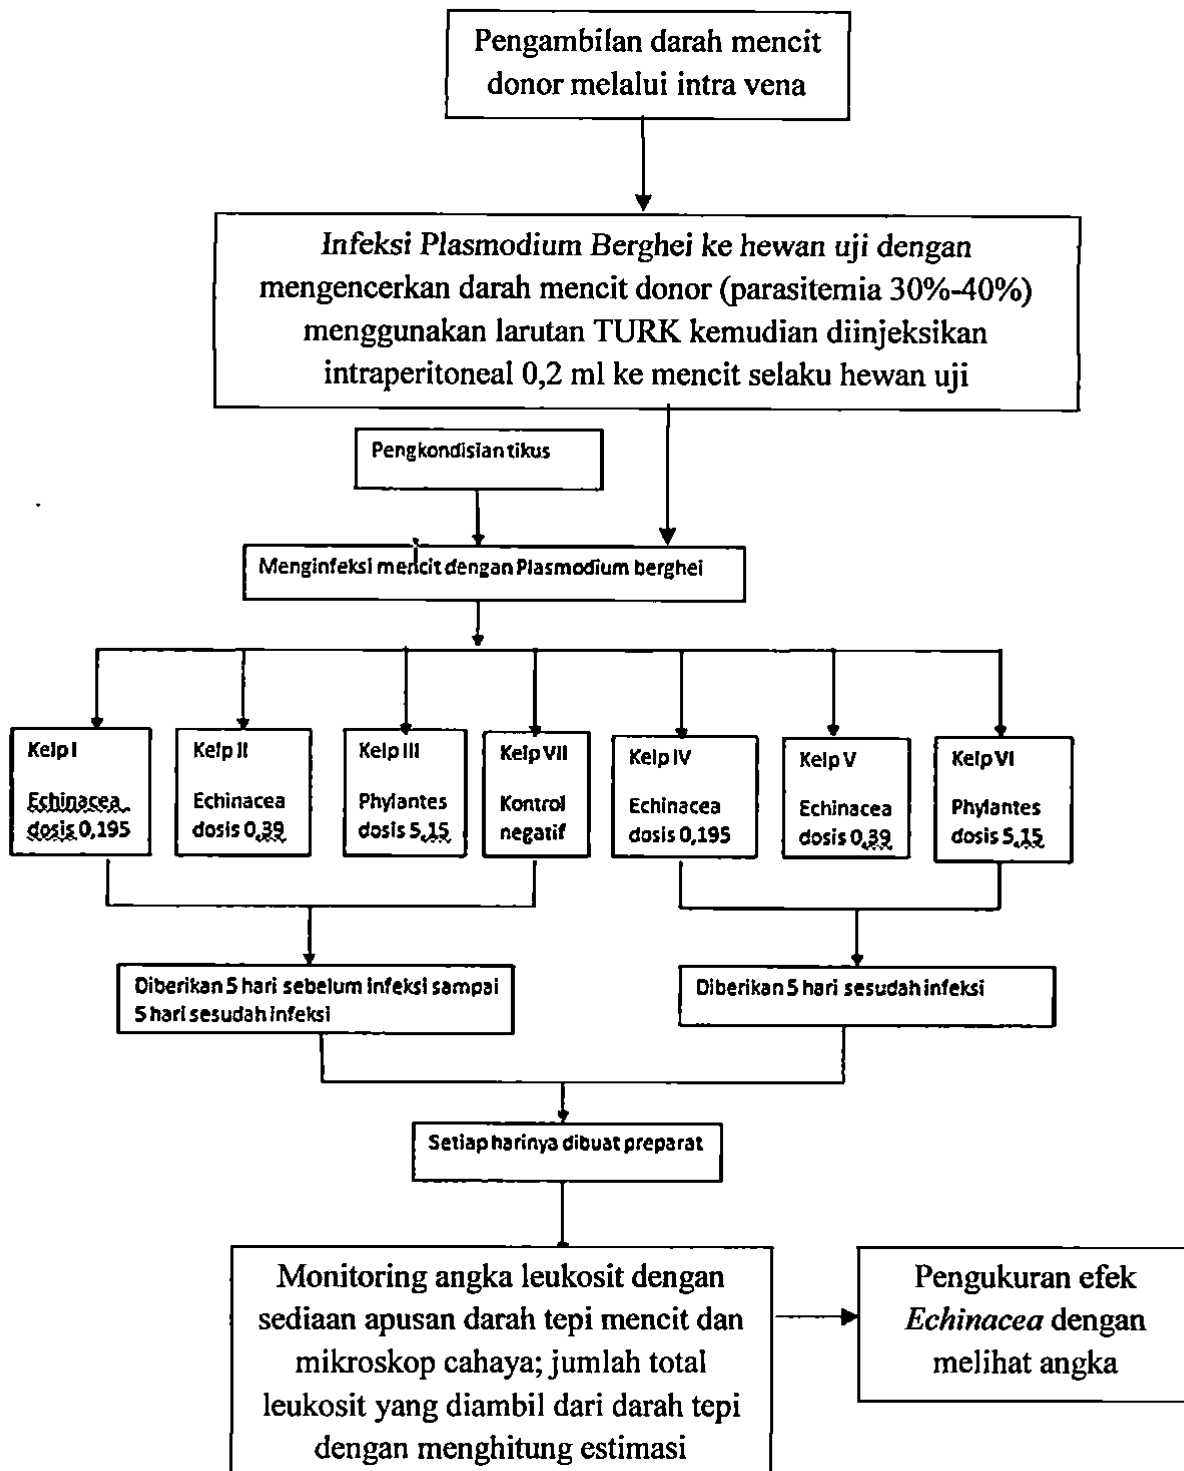 Pengambilan darah mencit
donor melalui intra vena
Infeksi Plasmodium Berghei ke hewan uji dengan
mengencerkan darah mencit donor (parasitemia 30%-40%)
menggunakan larutan TURK kemudian diinjeksikan
intraperitoneal 0,2 ml ke mencit selaku hewan uji
Pengkondisian tikus
Menginfeksi mencit dengan Plasmodium berghei
Kelp I
Echinacea
dosis 0,195
Kelp II
Echinacea
dosis 0,39
Kelp III
Phylantes
dosis 5,15
Kelp VII
Kontrol
negatif
Kelp IV
Echinacea
dosis 0,195
Kelp V
Echinacea
dosis 0,39
Kelp VI
Phylantes
dosis 5,15
Diberikan 5 hari sebelum infeksi sampai
5 hari sesudah infeksi
Diberikan 5 hari sesudah infeksi
Setiap harinya dibuat preparat
Monitoring angka leukosit dengan
sediaan apusan darah tepi mencit dan
mikroskop cahaya; jumlah total
leukosit yang diambil dari darah tepi
dengan menghitung estimasi
Pengukuran efek
Echinacea dengan
melihat angka